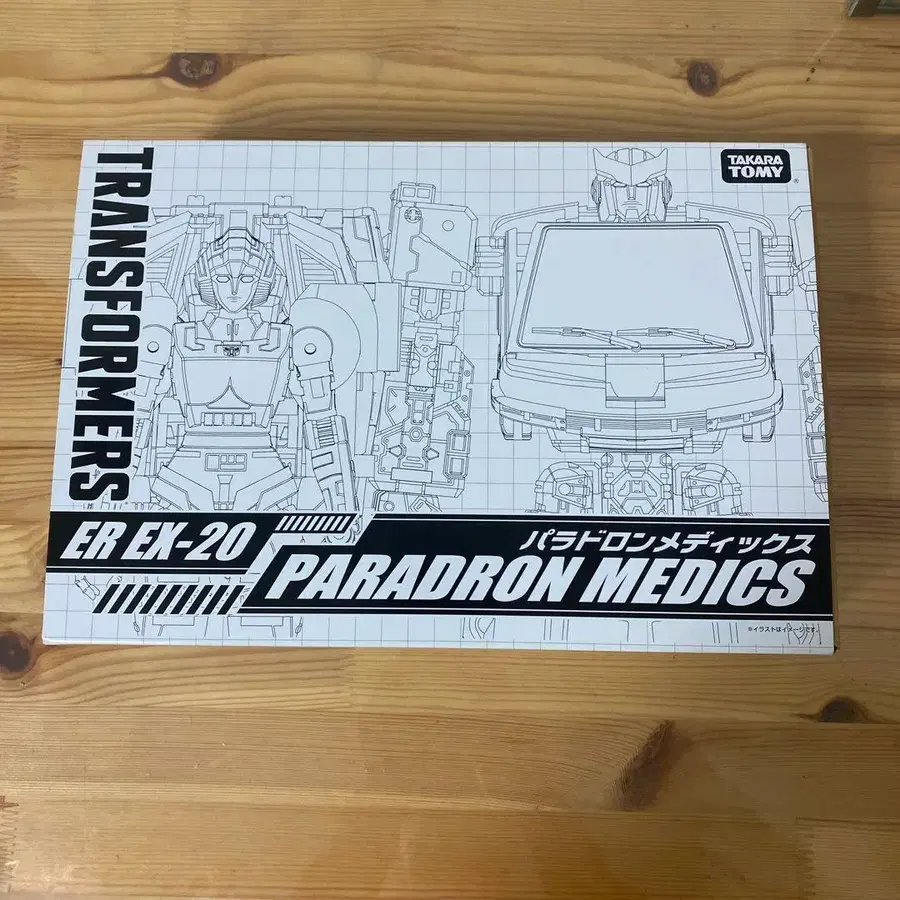 TRANSFORMERS
TAKARA
TOMY
ER EX-20
パラドロンメディックス
PARADRON MEDICS
※イラストはイメージです。